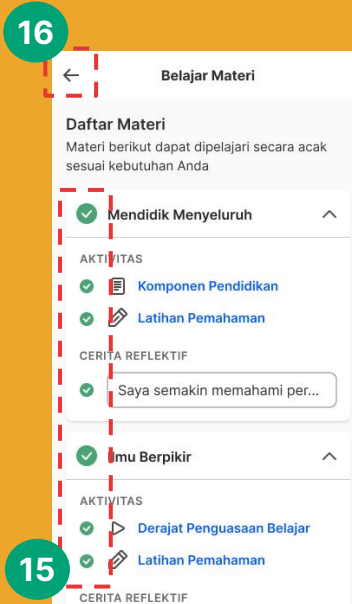 16
Belajar Materi
Daftar Materi
Materi berikut dapat dipelajari secara acak
sesuai kebutuhan Anda
Mendidik Menyeluruh
AKTIVITAS
Komponen Pendidikan
Latihan Pemahaman
CERITA REFLEKTIF
Saya semakin memahami per...
Ilmu Berpikir
AKTIVITAS
Derajat Penguasaan Belajar
15
Latihan Pemahaman
CERITA REFLEKTIF